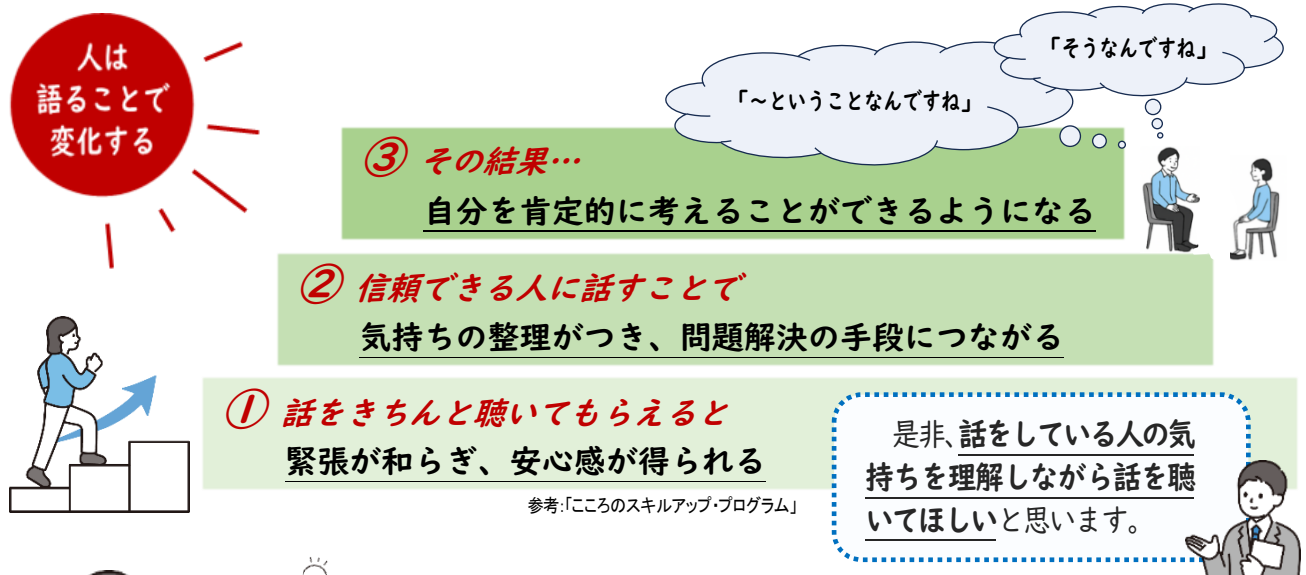 人は
語ることで
変化する
「そうなんですね」
「~ということなんですね」
③ その結果…
自分を肯定的に考えることができるようになる
② 信頼できる人に話すことで
気持ちの整理がつき、問題解決の手段につながる
① 話をきちんと聴いてもらえると
緊張が和らぎ、安心感が得られる
参考:「こころのスキルアップ・プログラム」
是非、話をしている人の気
持ちを理解しながら話を聴
いてほしいと思います。